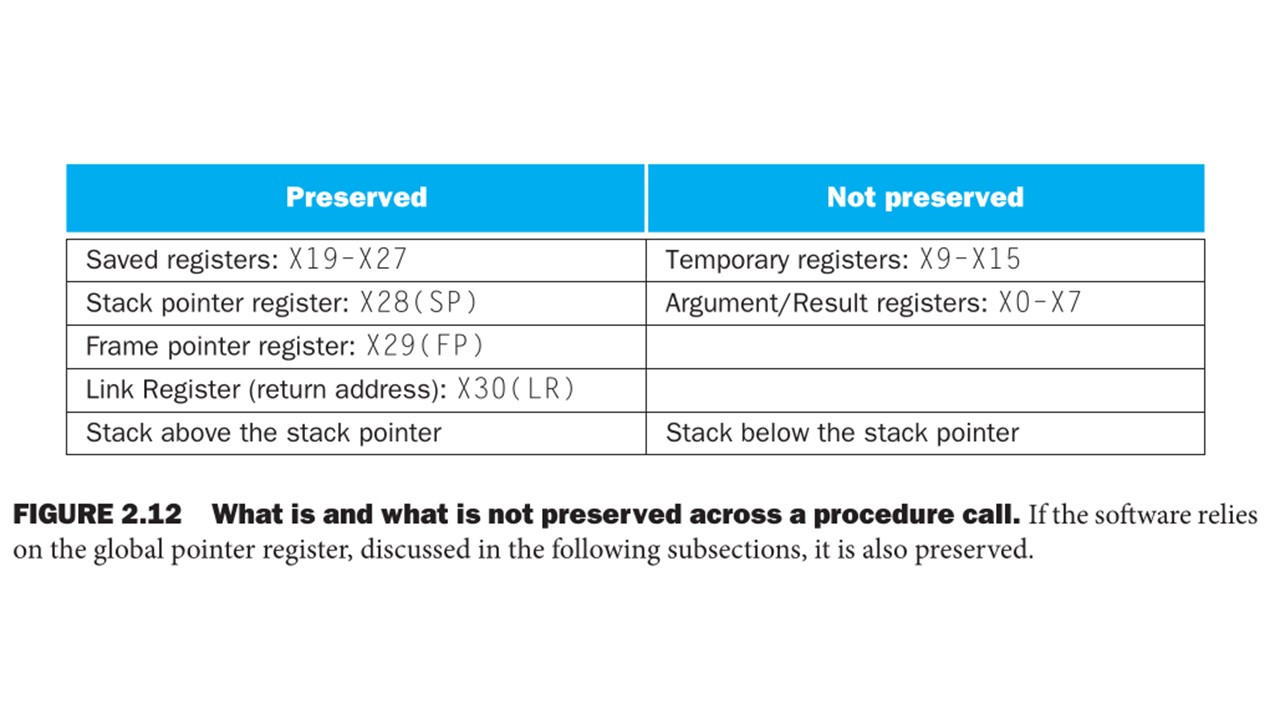 Preserved Not preserved
Saved registers: X19-X27 Temporary registers: X9-X15
Stack pointer register: X28(SP) Argument/Result registers: X0-X7
Frame pointer register: X29(FP)
Link Register (return address): X30(LR)
Stack above the stack pointer Stack below the stack pointer
FIGURE 2.12 What is and what is not preserved across a procedure call. If the software relies
on the global pointer register, discussed in the following subsections, it is also preserved.